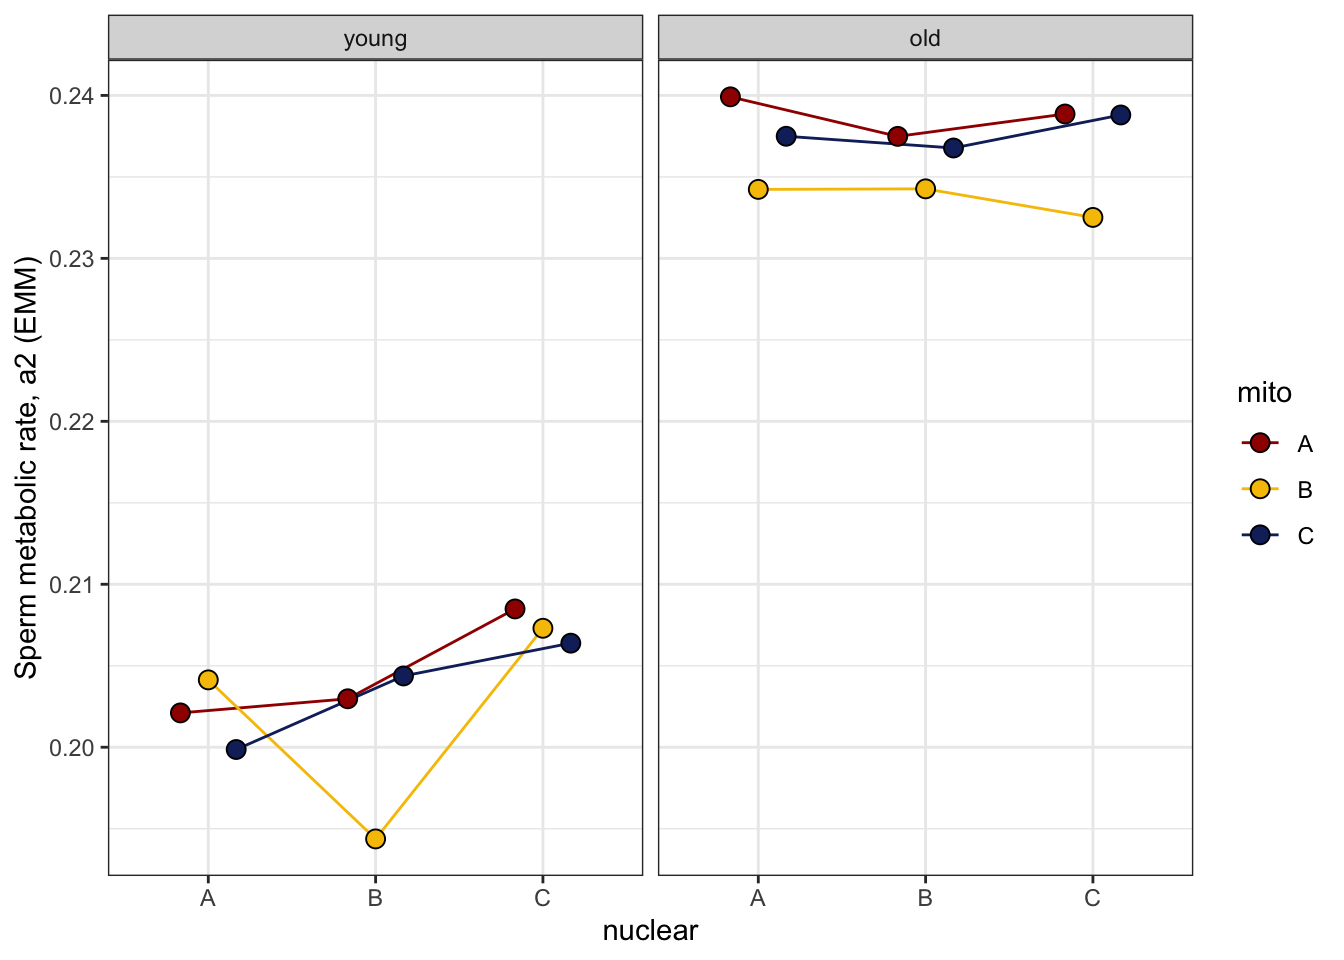 young
old
0.24
0.23
0.22
0.21
0.20
Sperm metabolic rate, a2 (EMM)
A
B
C
A
B
C
nuclear
mito
A
B
C